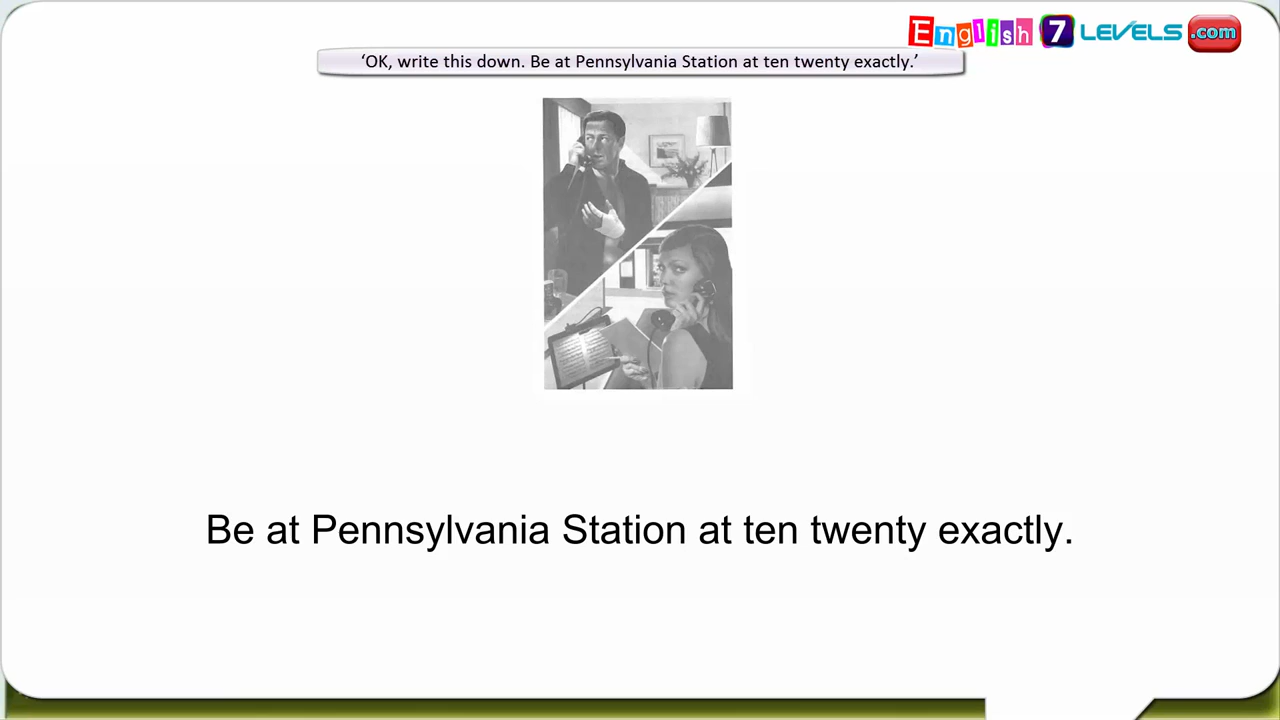 English 7 LEVELS .com
‘OK, write this down. Be at Pennsylvania Station at ten twenty exactly.’
Be at Pennsylvania Station at ten twenty exactly.